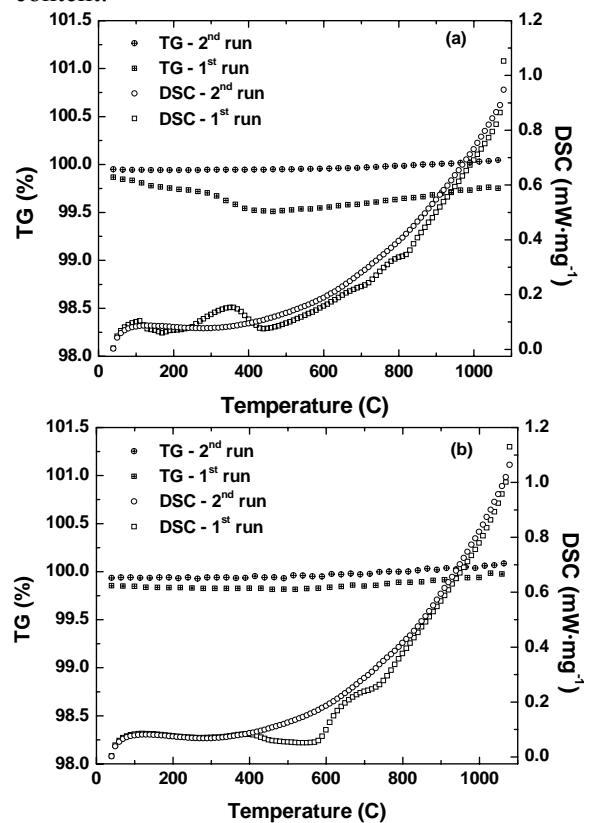 content.
101.5
101.0
100.5
100.0
99.5
99.0
98.5
98.0
TG (%)
TG - 2nd run
TG - 1st run
DSC - 2nd run
DSC - 1st run
(a)
1.2
1.0
0.8
0.6
0.4
0.2
0.0
DSC (mW·mg-1)
0 200 400 600 800 1000
Temperature (C)
101.5
101.0
100.5
100.0
99.5
99.0
98.5
98.0
TG (%)
TG - 2nd run
TG - 1st run
DSC - 2nd run
DSC - 1st run
(b)
1.2
1.0
0.8
0.6
0.4
0.2
0.0
DSC (mW·mg-1)
0 200 400 600 800 1000
Temperature (C)